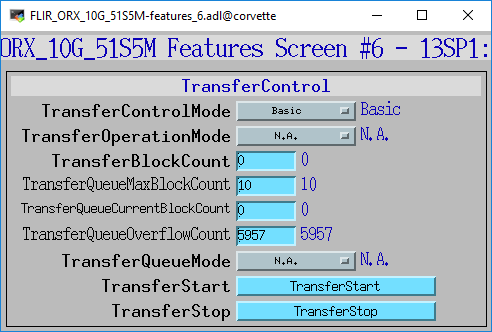 FLIR_ORX_10G_51S5M-features_6.adl@corvette
ORX_10G_51S5M Features Screen #6 - 13SP1:
TransferControl
TransferControlMode Basic Basic
TransferOperationMode N.A. N.A.
TransferBlockCount 0 0
TransferQueueMaxBlockCount 10 10
TransferQueueCurrentBlockCount 0 0
TransferQueueOverflowCount 5957 5957
TransferQueueMode N.A. N.A.
TransferStart TransferStart
TransferStop TransferStop